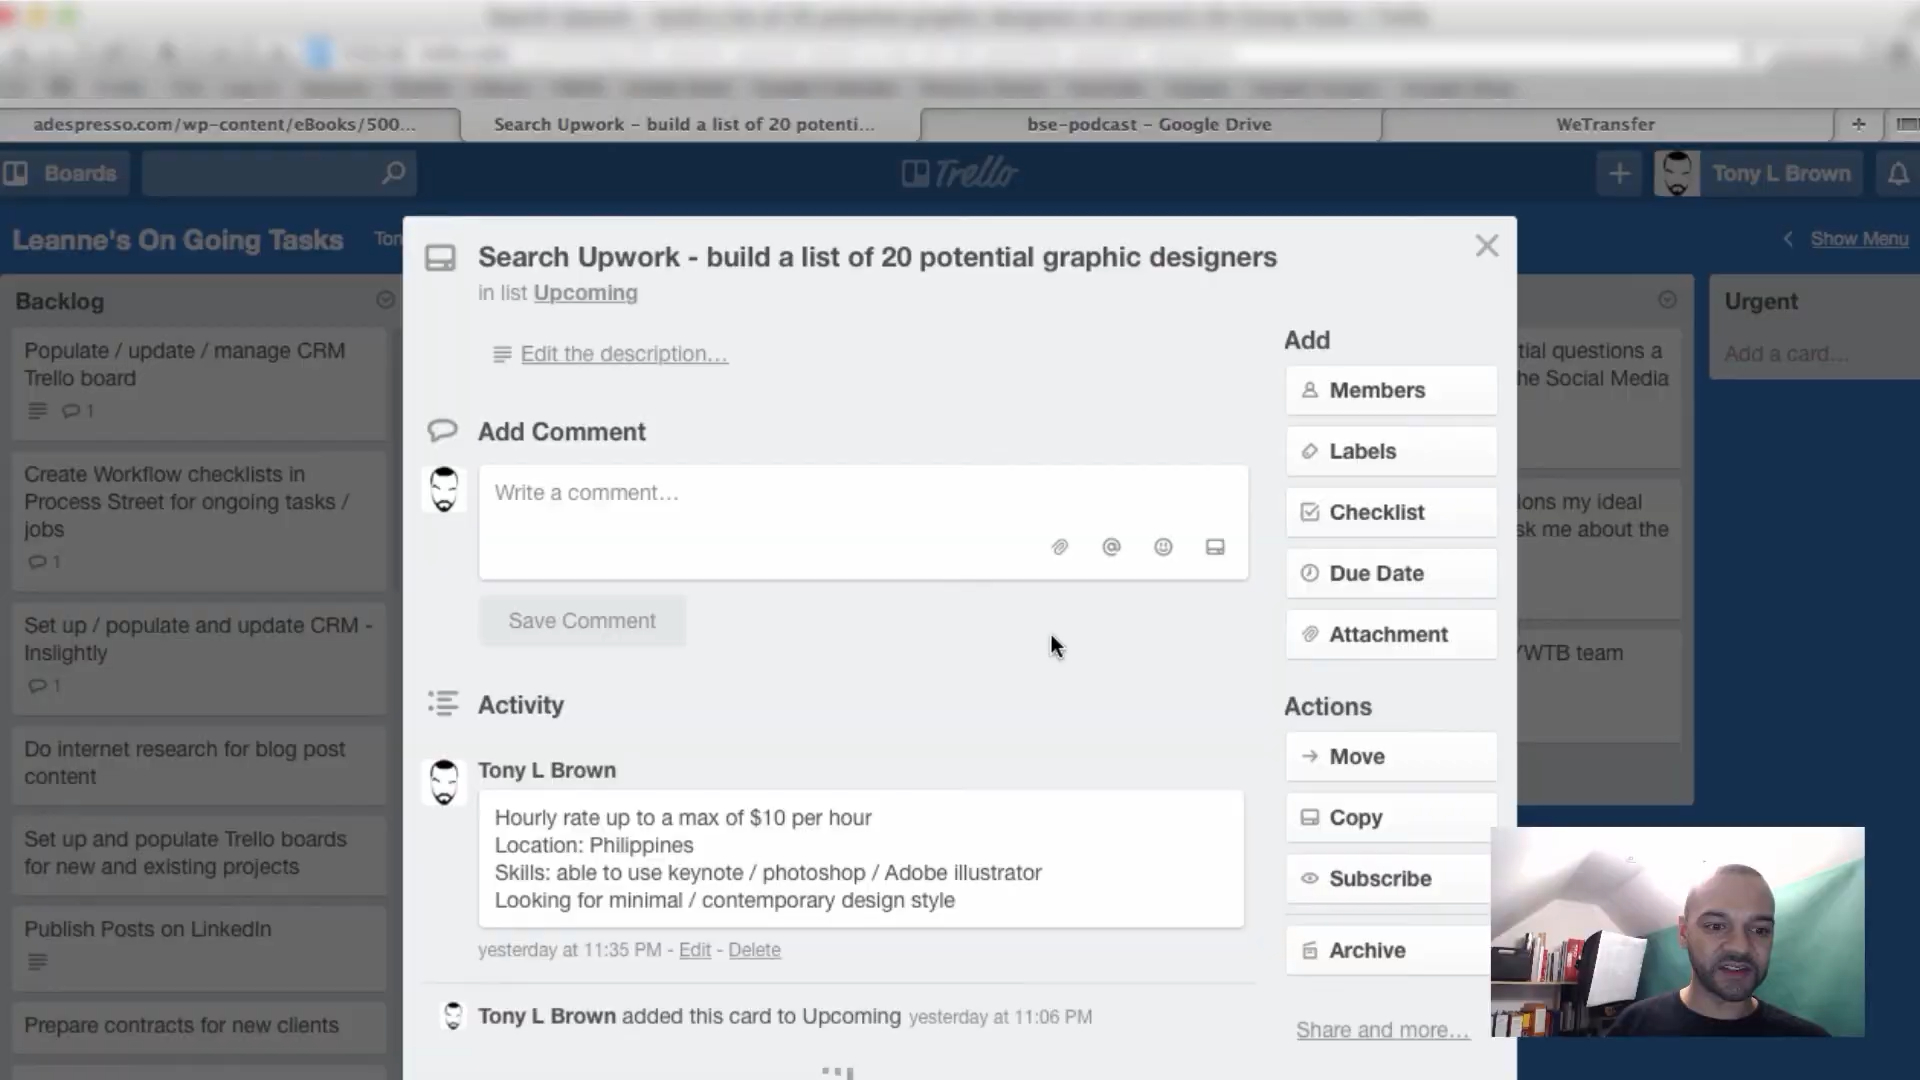 adespresso.com/wp-content/eBooks/500...
Search Upwork – build a list of 20 potenti...
bse-podcast – Google Drive
WeTransfer
+
Boards
Trello
+
Tony L Brown
Leanne's On Going Tasks
Ton
Show Menu
Backlog
Populate / update / manage CRM
Trello board
1
Create Workflow checklists in
Process Street for ongoing tasks /
jobs
1
Set up / populate and update CRM -
Inslightly
1
Do internet research for blog post
content
Set up and populate Trello boards
for new and existing projects
Publish Posts on LinkedIn
Prepare contracts for new clients
Search Upwork - build a list of 20 potential graphic designers
in list Upcoming
Edit the description...
Add Comment
Write a comment...
@
Save Comment
Activity
Tony L Brown
Hourly rate up to a max of $10 per hour
Location: Philippines
Skills: able to use keynote / photoshop / Adobe illustrator
Looking for minimal / contemporary design style
yesterday at 11:35 PM - Edit - Delete
Tony L Brown added this card to Upcoming yesterday at 11:06 PM
Add
Members
Labels
Checklist
Due Date
Attachment
Actions
Move
Copy
Subscribe
Archive
Share and more...
tial questions a
he Social Media
ions my ideal
sk me about the
/WTB team
Urgent
Add a card...